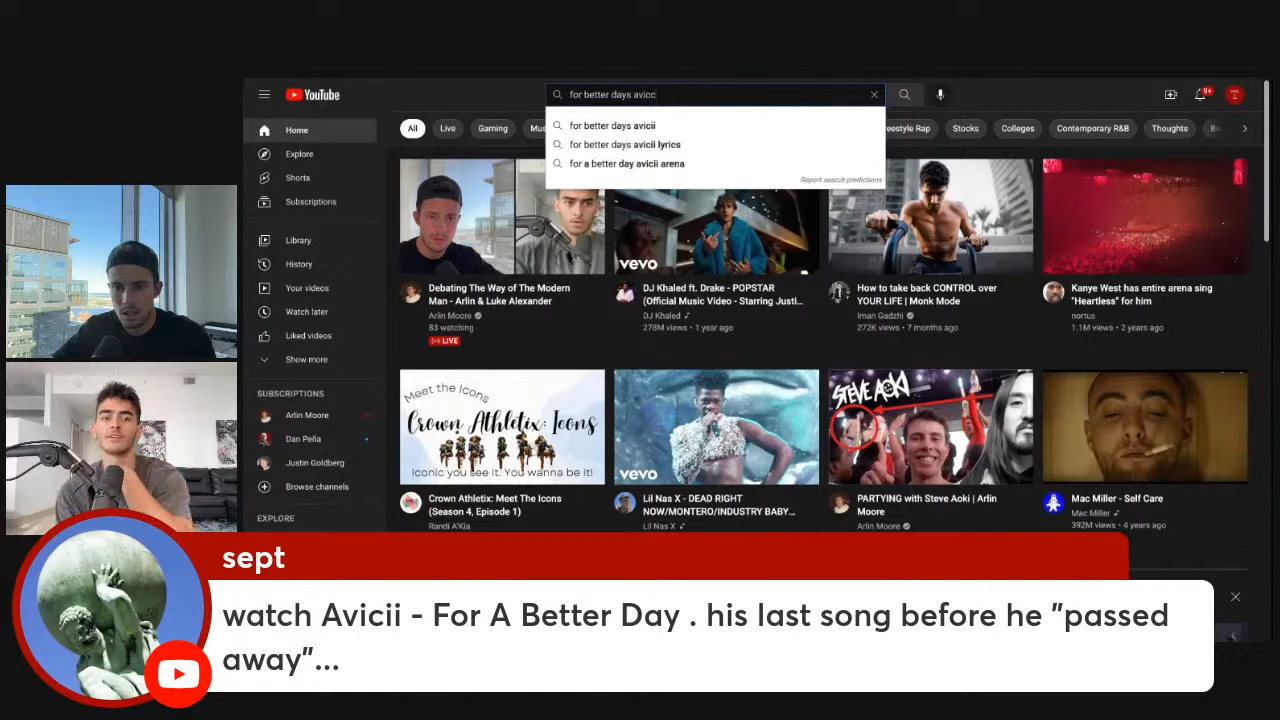 YouTube
for better days avicc
9+
T
for better days avicii
for better days avicii lyrics
for a better day avicii arena
Report search predictions
All
Live
Gaming
Mus
eestyle Rap
Stocks
Colleges
Contemporary R&B
Thoughts
Home
Explore
Shorts
Subscriptions
Library
History
Your videos
Watch later
Liked videos
Show more
SUBSCRIPTIONS
Arlin Moore
Dan Peña
Justin Goldberg
Browse channels
EXPLORE
vevo
Debating The Way of The Modern
Man - Arlin & Luke Alexander
Arlin Moore
83 watching
LIVE
DJ Khaled ft. Drake - POPSTAR
(Official Music Video - Starring Justi...
DJ Khaled
278M views • 1 year ago
How to take back CONTROL over
YOUR LIFE | Monk Mode
Iman Gadzhi
272K views • 7 months ago
Kanye West has entire arena sing
"Heartless" for him
nortus
1.1M views • 2 years ago
Meet the Icons
Crown Athletix: Icons
Iconic you see it. You wanna be it!
vevo
STEVE AOKI
Crown Athletix: Meet The Icons
(Season 4, Episode 1)
Randi A'Kia
Lil Nas X - DEAD RIGHT
NOW/MONTERO/INDUSTRY BABY...
Lil Nas X
PARTYING with Steve Aoki | Arlin
Moore
Arlin Moore
Mac Miller - Self Care
Mac Miller
392M views • 4 years ago
sept
watch Avicii - For A Better Day . his last song before he "passed
away"...